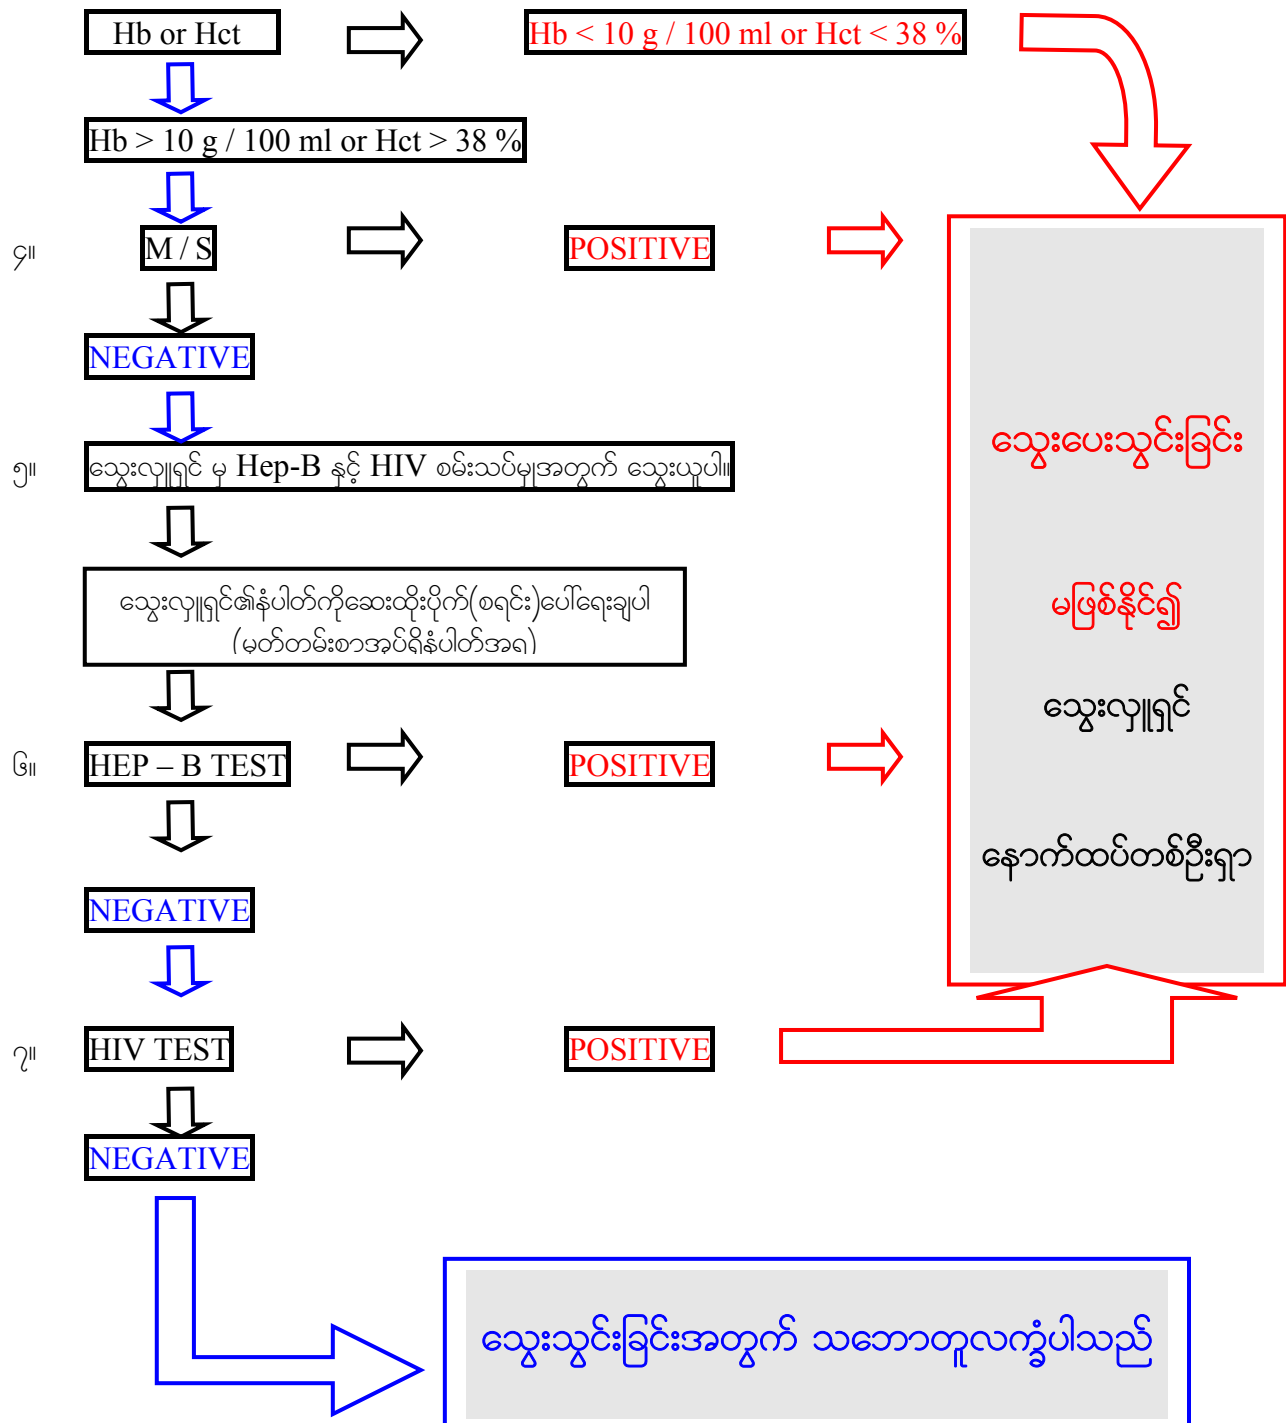 Hb or Hct
Hb < 10 g / 100 ml or Hct < 38 %
Hb > 10 g / 100 ml or Hct > 38 %
၄။
M / S
POSITIVE
NEGATIVE
၅။
သွေးလှူရှင် မှ Hep-B နှင့် HIV စမ်းသပ်မှုအတွက် သွေးယူပါ။
သွေးလှူရှင်၏နံပါတ်ကိုဆေးထိုးပိုက်(စရင်း)ပေါ်ရေးချပါ
(မှတ်တမ်းစာအုပ်ရှိနံပါတ်အရ)
၆။
HEP – B TEST
POSITIVE
NEGATIVE
၇။
HIV TEST
POSITIVE
NEGATIVE
သွေးပေးသွင်းခြင်း
မဖြစ်နိုင်၍
သွေးလှူရှင်
နောက်ထပ်တစ်ဦးရှာ
သွေးသွင်းခြင်းအတွက် သဘောတူလက်ခံပါသည်